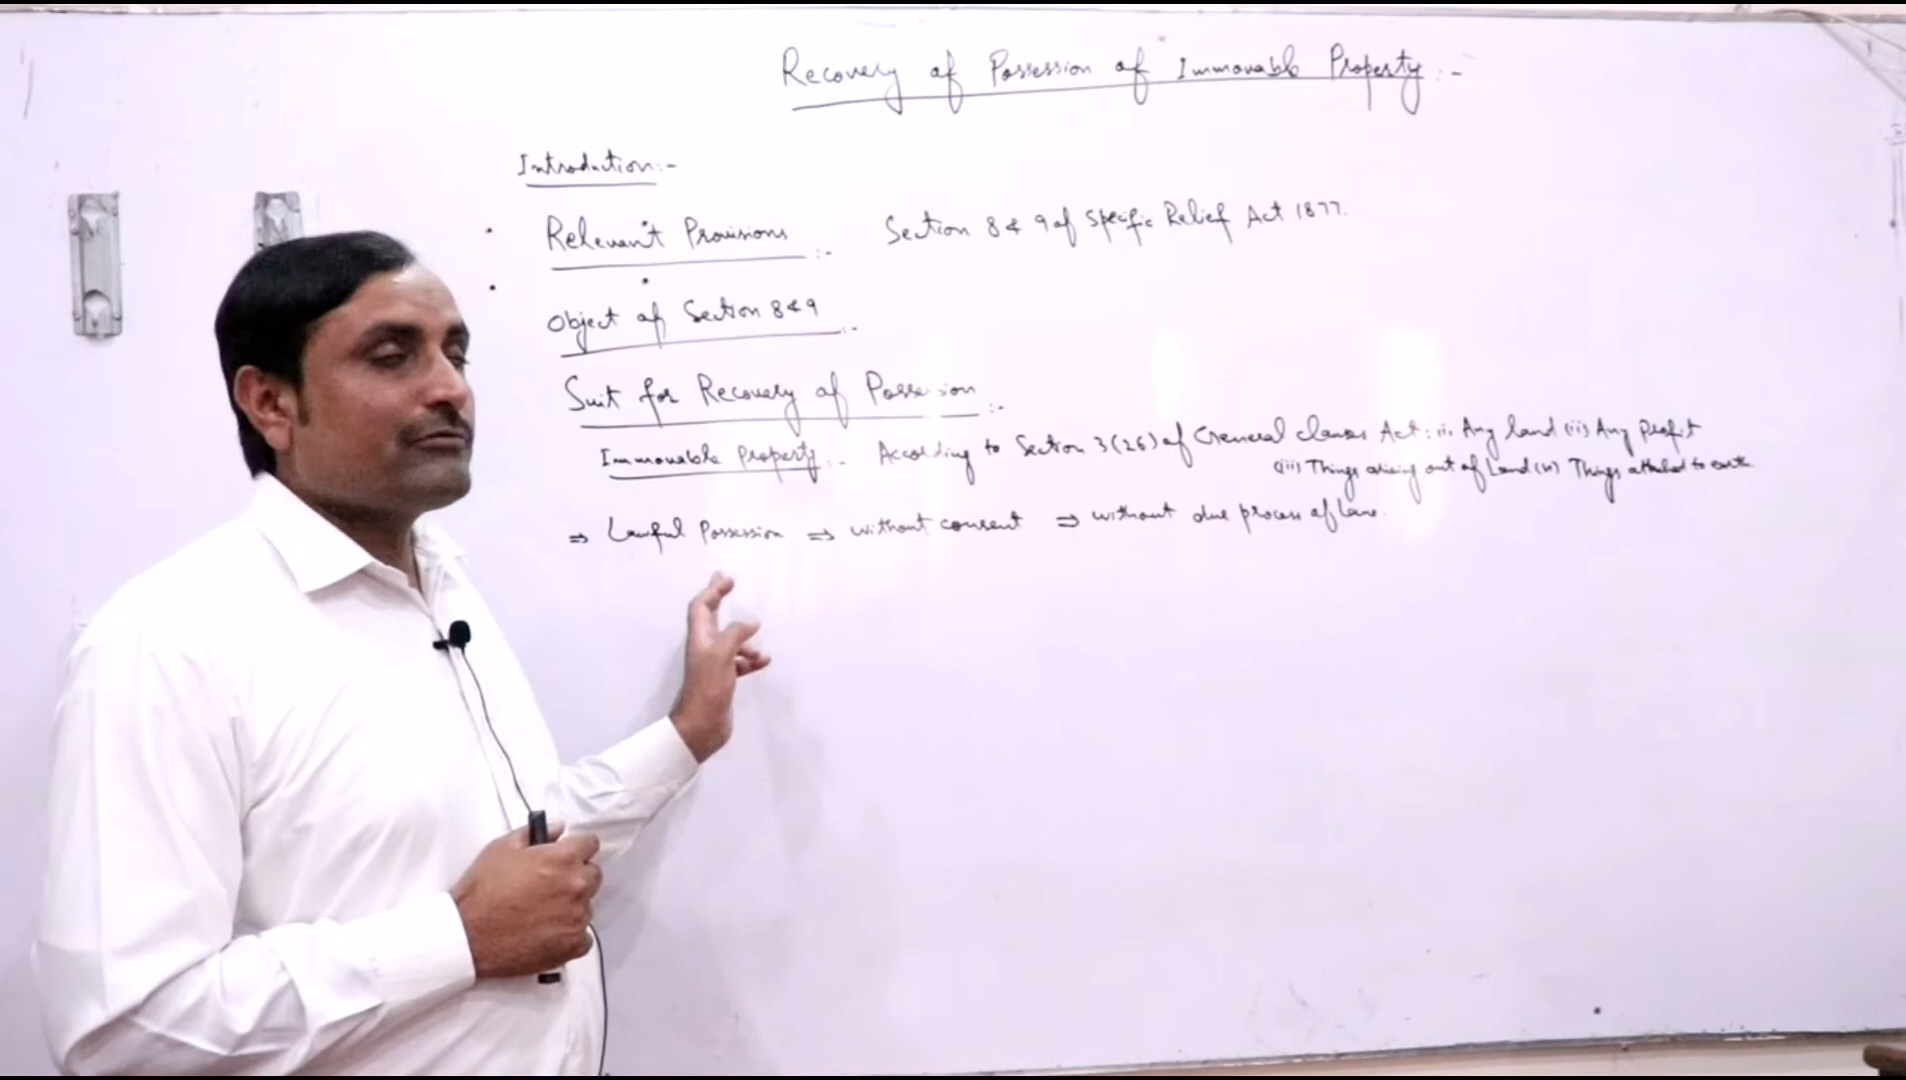 Recovery of Possession of Immovable Property :-
Introduction :-
Relevant Provisions :- Section 8 & 9 of Specific Relief Act 1877.
Object of Section 8 & 9 :-
Suit for Recovery of Possession :-
Immovable Property :- According to Section 3(26) of General Clauses Act: (i) Any land (ii) Any Profit
(iii) Things arising out of Land (iv) Things attached to earth
⇒ Lawful Possession ⇒ without consent ⇒ without due process of Law.